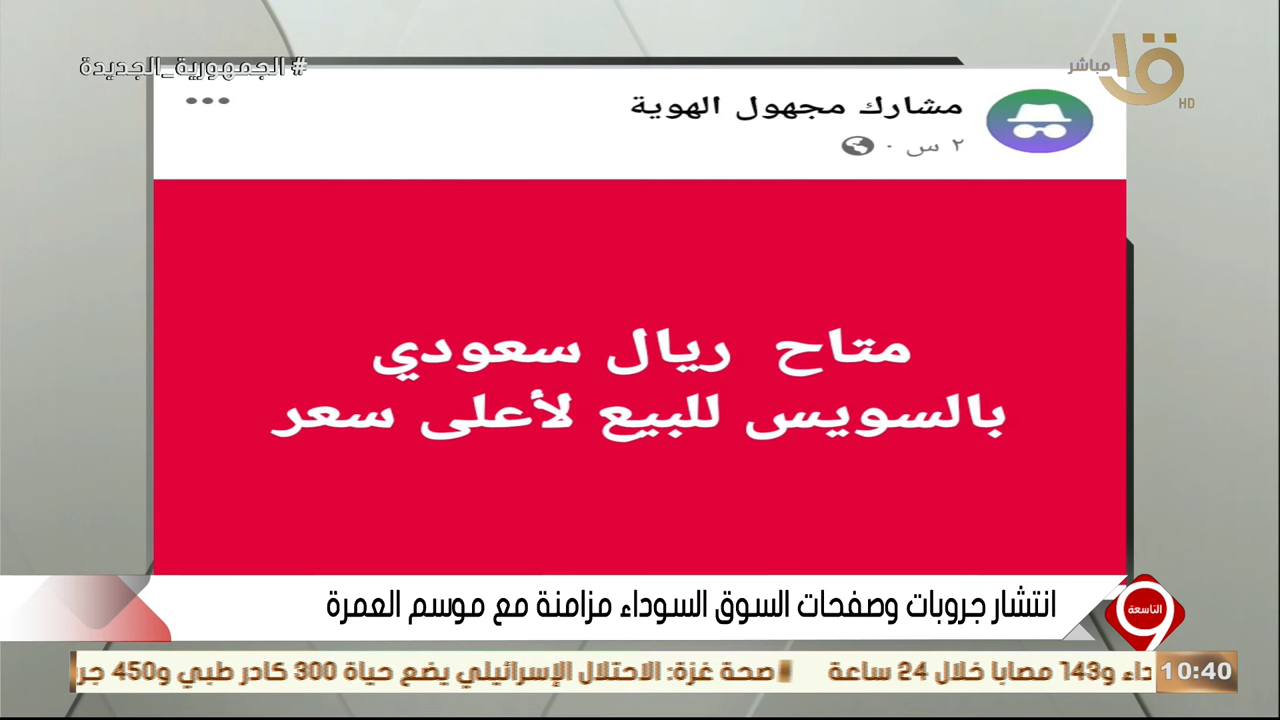 #الجمهورية_الجديدة
مباشر
HD
مشارك مجهول الهوية
٢ س ·
متاح ريال سعودي
بالسويس للبيع لأعلى سعر
انتشار جروبات وصفحات السوق السوداء مزامنة مع موسم العمرة
التاسعة
9
10:40
داء و143 مصابا خلال 24 ساعة صحة غزة: الاحتلال الإسرائيلي يضع حياة 300 كادر طبي و450 جر